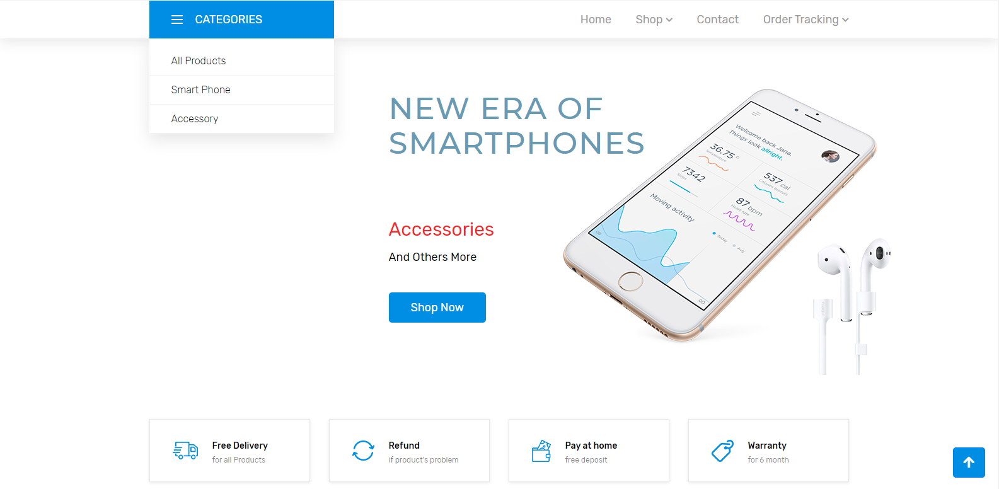 CATEGORIES
Home
Shop
Contact
Order Tracking
All Products
Smart Phone
Accessory
NEW ERA OF
SMARTPHONES
Welcome back Jana,
Things look allright.
36.75 °
Temperature
537 cal
Calories burned
7342
Steps
87 bpm
Heart rate
Moving activity
Today
Avg
08
00
Accessories
And Others More
Shop Now
Free Delivery
for all Products
Refund
if product's problem
Pay at home
free deposit
Warranty
for 6 month